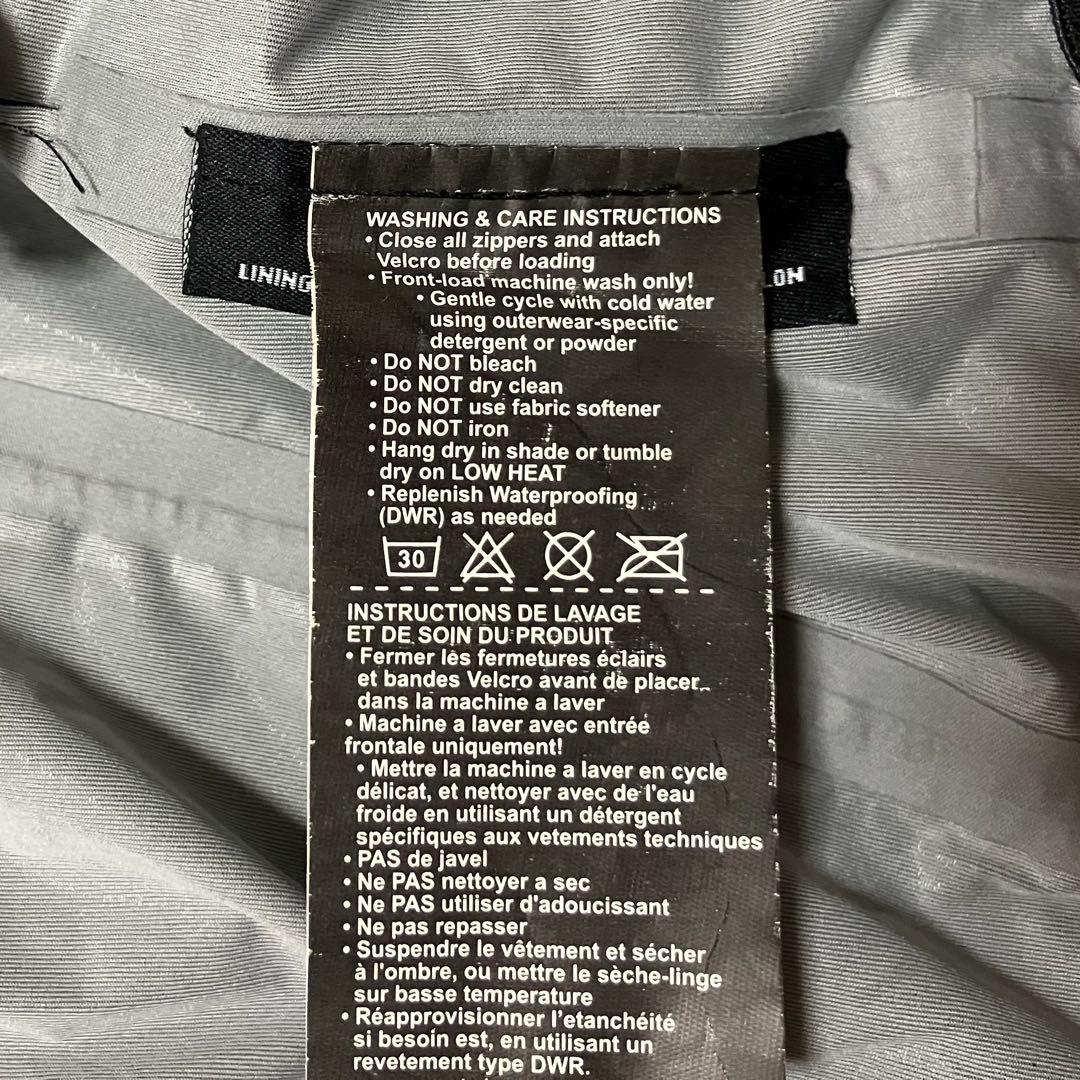 WASHING & CARE INSTRUCTIONS
• Close all zippers and attach
Velcro before loading
• Front-load machine wash only!
• Gentle cycle with cold water
using outerwear-specific
detergent or powder
• Do NOT bleach
• Do NOT dry clean
• Do NOT use fabric softener
• Do NOT iron
• Hang dry in shade or tumble
dry on LOW HEAT
• Replenish Waterproofing
(DWR) as needed
30
INSTRUCTIONS DE LAVAGE
ET DE SOIN DU PRODUIT
• Fermer les fermetures éclairs
et bandes Velcro avant de placer
dans la machine a laver
• Machine a laver avec entréé
frontale uniquement!
• Mettre la machine a laver en cycle
délicat, et nettoyer avec de l'eau
froide en utilisant un détergent
spécifiques aux vetements techniques
• PAS de javel
• Ne PAS nettoyer a sec
• Ne PAS utiliser d'adoucissant
• Ne pas repasser
• Suspendre le vêtement et sécher
à l'ombre, ou mettre le sèche-linge
sur basse temperature
• Réapprovisionner l'etanchéité
si besoin est, en utilisant un
revetement type DWR.
LINING